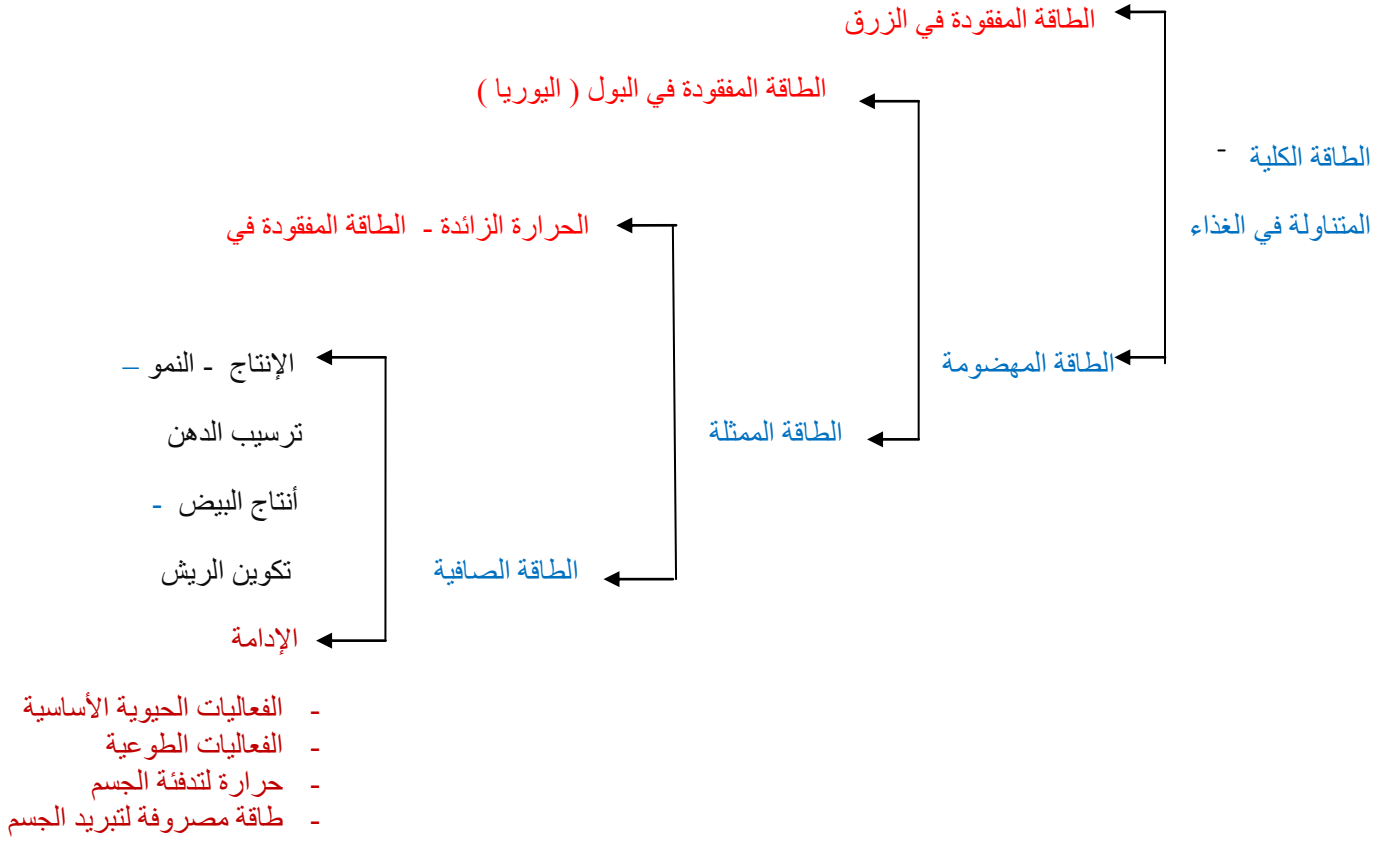 الطاقة المفقودة في الزرق
الطاقة المفقودة في البول ( اليوريا )
الطاقة الكلية -
المتناولة في الغذاء
الحرارة الزائدة - الطاقة المفقودة في
الطاقة المهضومة
الإنتاج - النمو –
الطاقة الممثلة
ترسيب الدهن
أنتاج البيض -
الطاقة الصافية
تكوين الريش
الإدامة
- الفعاليات الحيوية الأساسية
- الفعاليات الطوعية
- حرارة لتدفئة الجسم
- طاقة مصروفة لتبريد الجسم